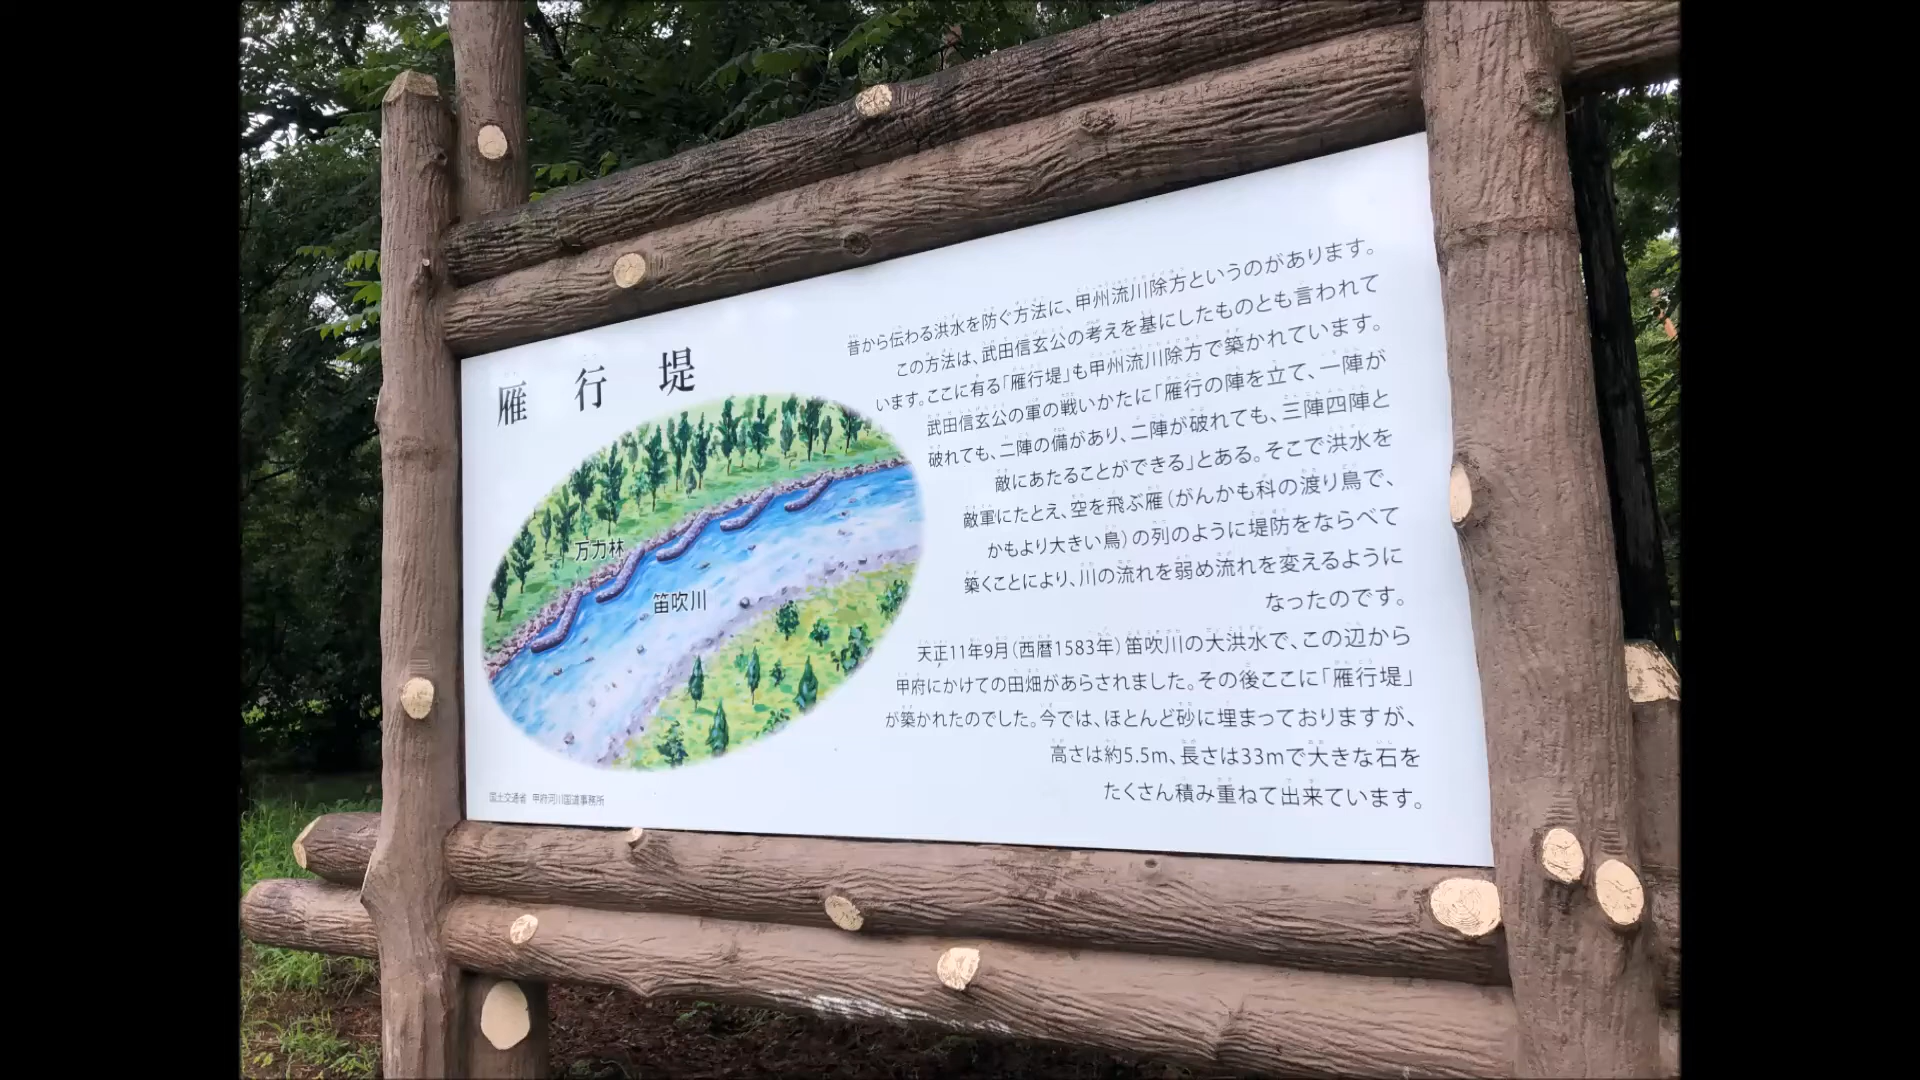 雁行堤
昔から伝わる洪水を防ぐ方法に、甲州流川除方というのがあります。
この方法は、武田信玄公の考えを基にしたものとも言われて
います。ここに有る「雁行堤」も甲州流川除方で築かれています。
武田信玄公の軍の戦いかたに「雁行の陣を立て、一陣が
破れても、二陣の備があり、二陣が破れても、三陣四陣と
敵にあたることができる」とある。そこで洪水を
敵軍にたとえ、空を飛ぶ雁（がんかも科の渡り鳥で、
かもより大きい鳥）の列のように堤防をならべて
築くことにより、川の流れを弱め流れを変えるように
なったのです。
天正11年9月（西暦1583年）笛吹川の大洪水で、この辺から
甲府にかけての田畑があらされました。その後ここに「雁行堤」
が築かれたのでした。今では、ほとんど砂に埋まっておりますが、
高さは約5.5m、長さは33mで大きな石を
たくさん積み重ねて出来ています。
万力林
笛吹川
国土交通省 甲府河川国道事務所